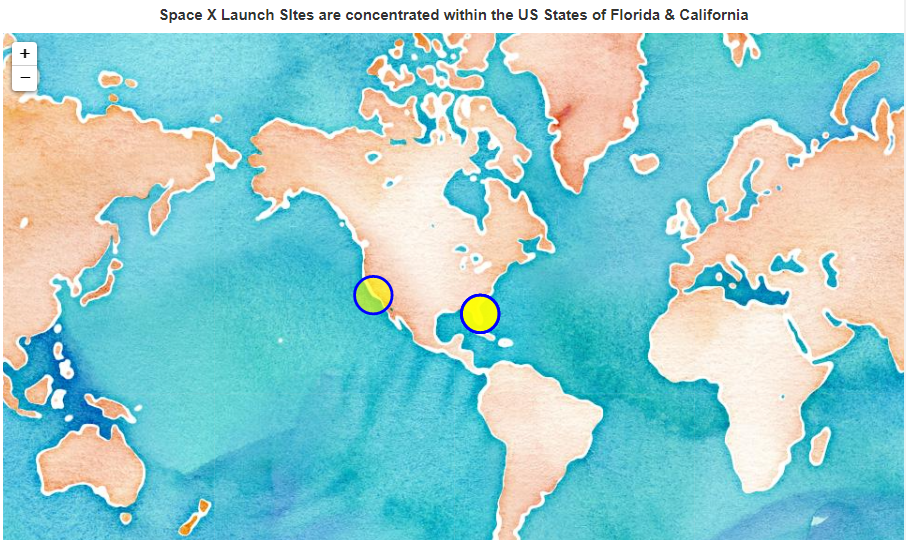 Space X Launch SItes are concentrated within the US States of Florida & California
+
−